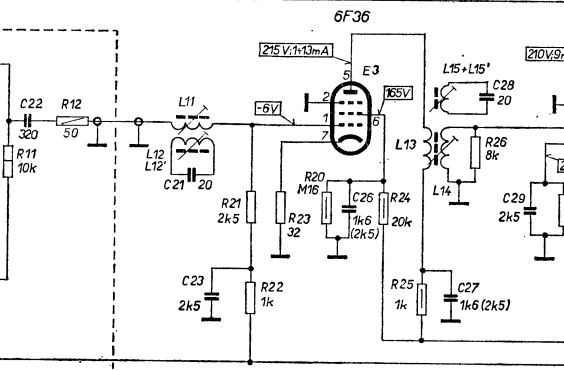 6F36
215V; 1÷13mA
E3
5
2
1
7
6
165V
-6V
210V;9
L15+L15'
C28
20
C22
320
R12
50
L11
L12
L12'
C21
20
R11
10k
L13
L14
R26
8k
R21
2k5
R23
32
R20
M16
C26
1k6
(2k5)
R24
20k
C29
2k5
C23
2k5
R22
1k
R25
1k
C27
1k6 (2k5)